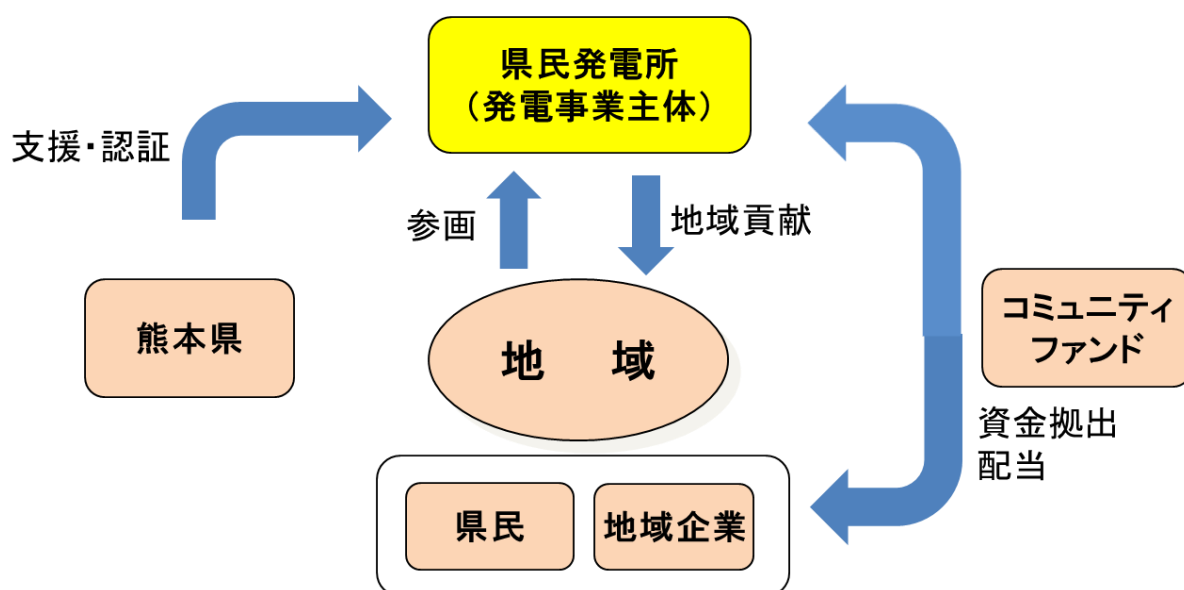 県民発電所
（発電事業主体）
支援・認証
参画
地域貢献
熊本県
地　域
コミュニティ
ファンド
資金拠出
配当
県民
地域企業